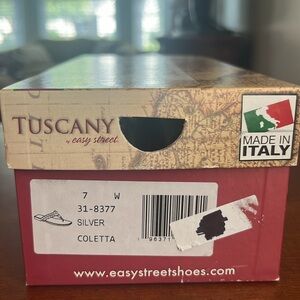 TUSCANY
by easy street.
MADE IN
ITALY
7 W
31-8377
SILVER
COLETTA
www.easystreetshoes.com